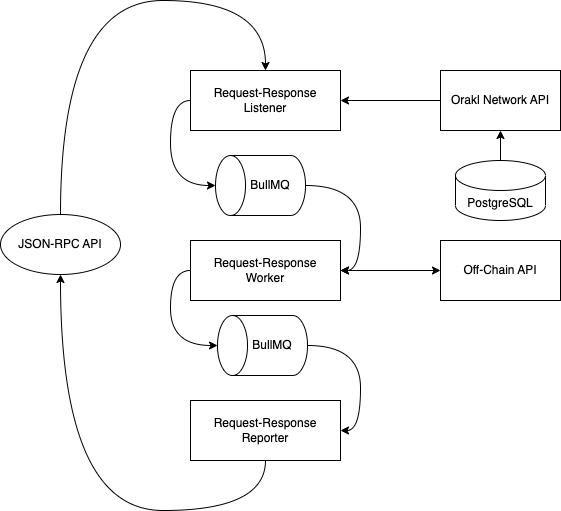 Request-Response
Listener
Orakl Network API
BullMQ
PostgreSQL
JSON-RPC API
Request-Response
Worker
Off-Chain API
BullMQ
Request-Response
Reporter